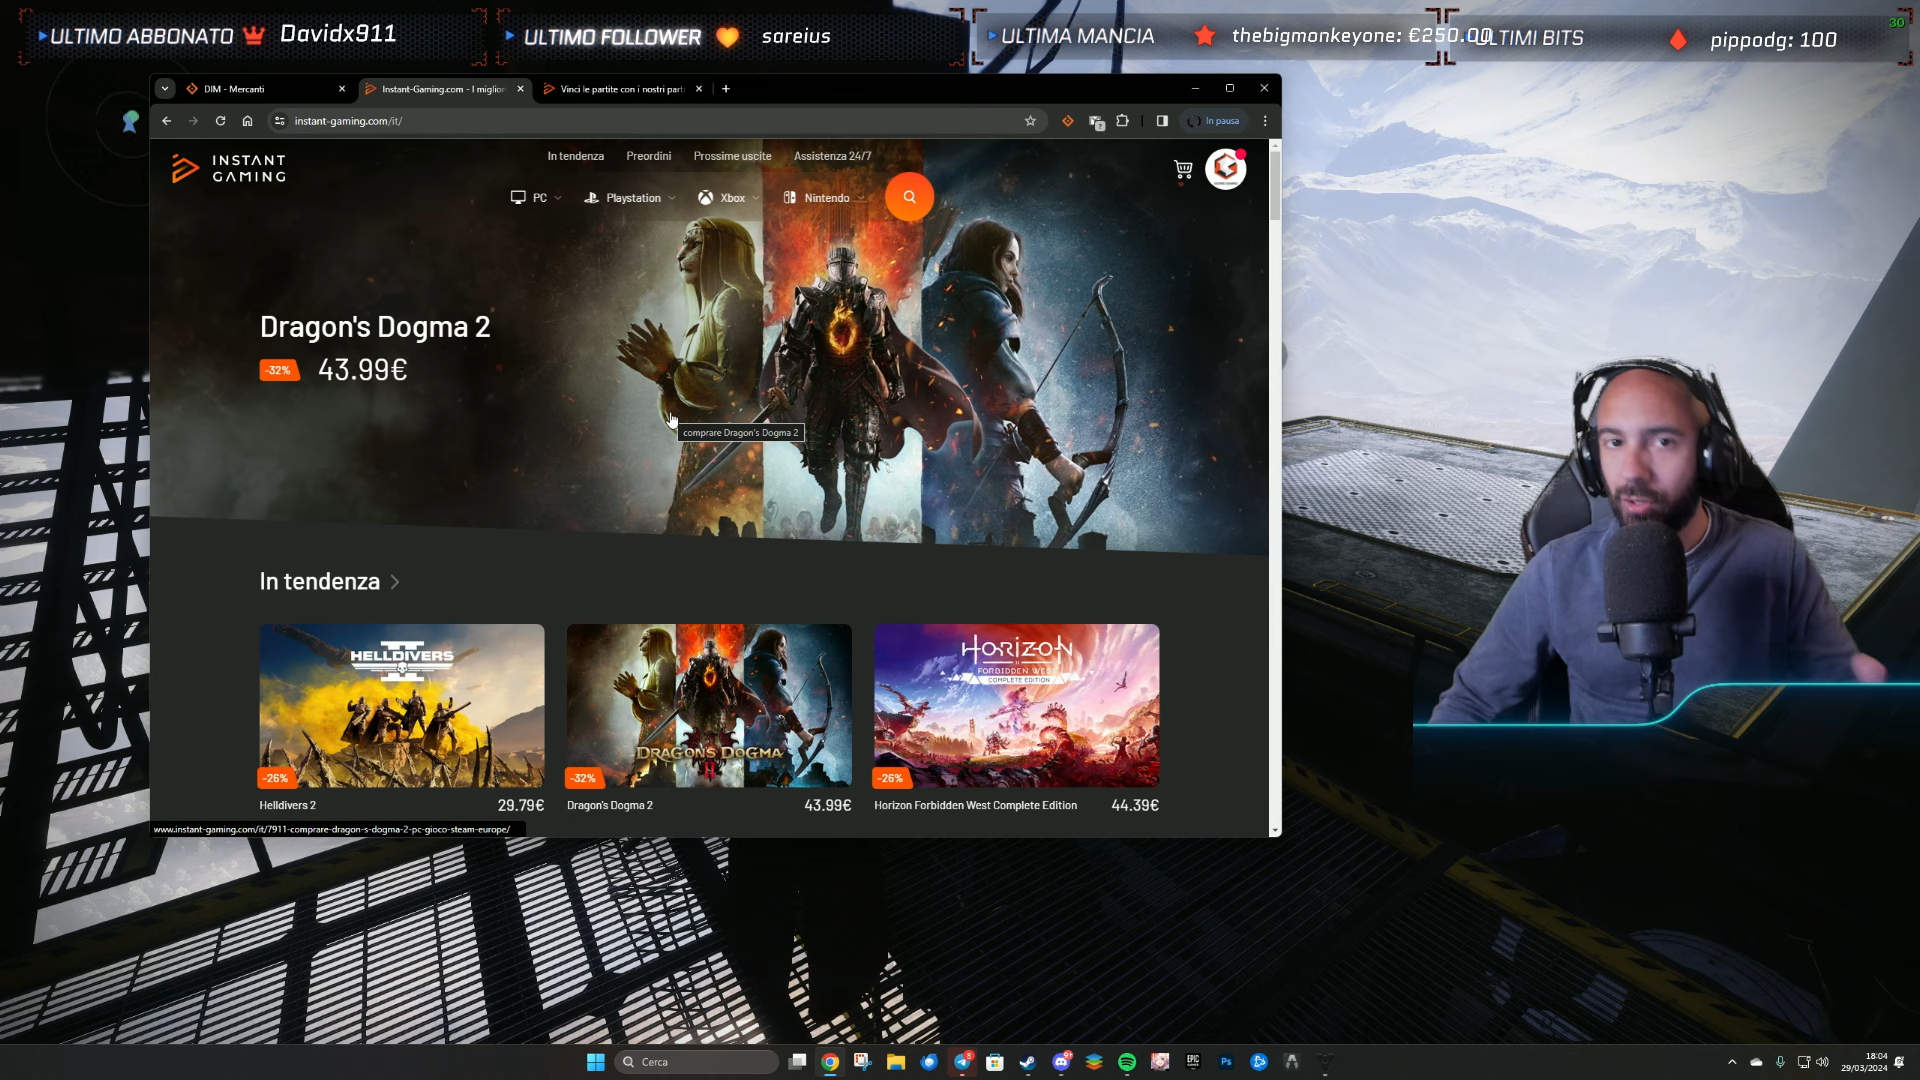 ULTIMO ABBONATO Davidx911
ULTIMO FOLLOWER sareius
ULTIMA MANCIA thebigmonkeyone: €250.00
ULTIMI BITS pippodg: 100
30
DIM - Mercanti
Instant-Gaming.com - I miglior
Vinci le partite con i nostri part
instant-gaming.com/it/
In pausa
INSTANT GAMING
In tendenza Preordini Prossime uscite Assistenza 24/7
PC Playstation Xbox Nintendo
Dragon's Dogma 2
-32% 43.99€
comprare Dragon's Dogma 2
In tendenza
HELLDIVERS
DRAGON'S DOGMA
HORIZON
FORBIDDEN WEST
COMPLETE EDITION
-26%
-32%
-26%
Helldivers 2 29.79€
Dragon's Dogma 2 43.99€
Horizon Forbidden West Complete Edition 44.39€
www.instant-gaming.com/it/7911-comprare-dragon-s-dogma-2-pc-gioco-steam-europe/
Cerca
8
9+
EPIC
Ps
18:04
29/03/2024